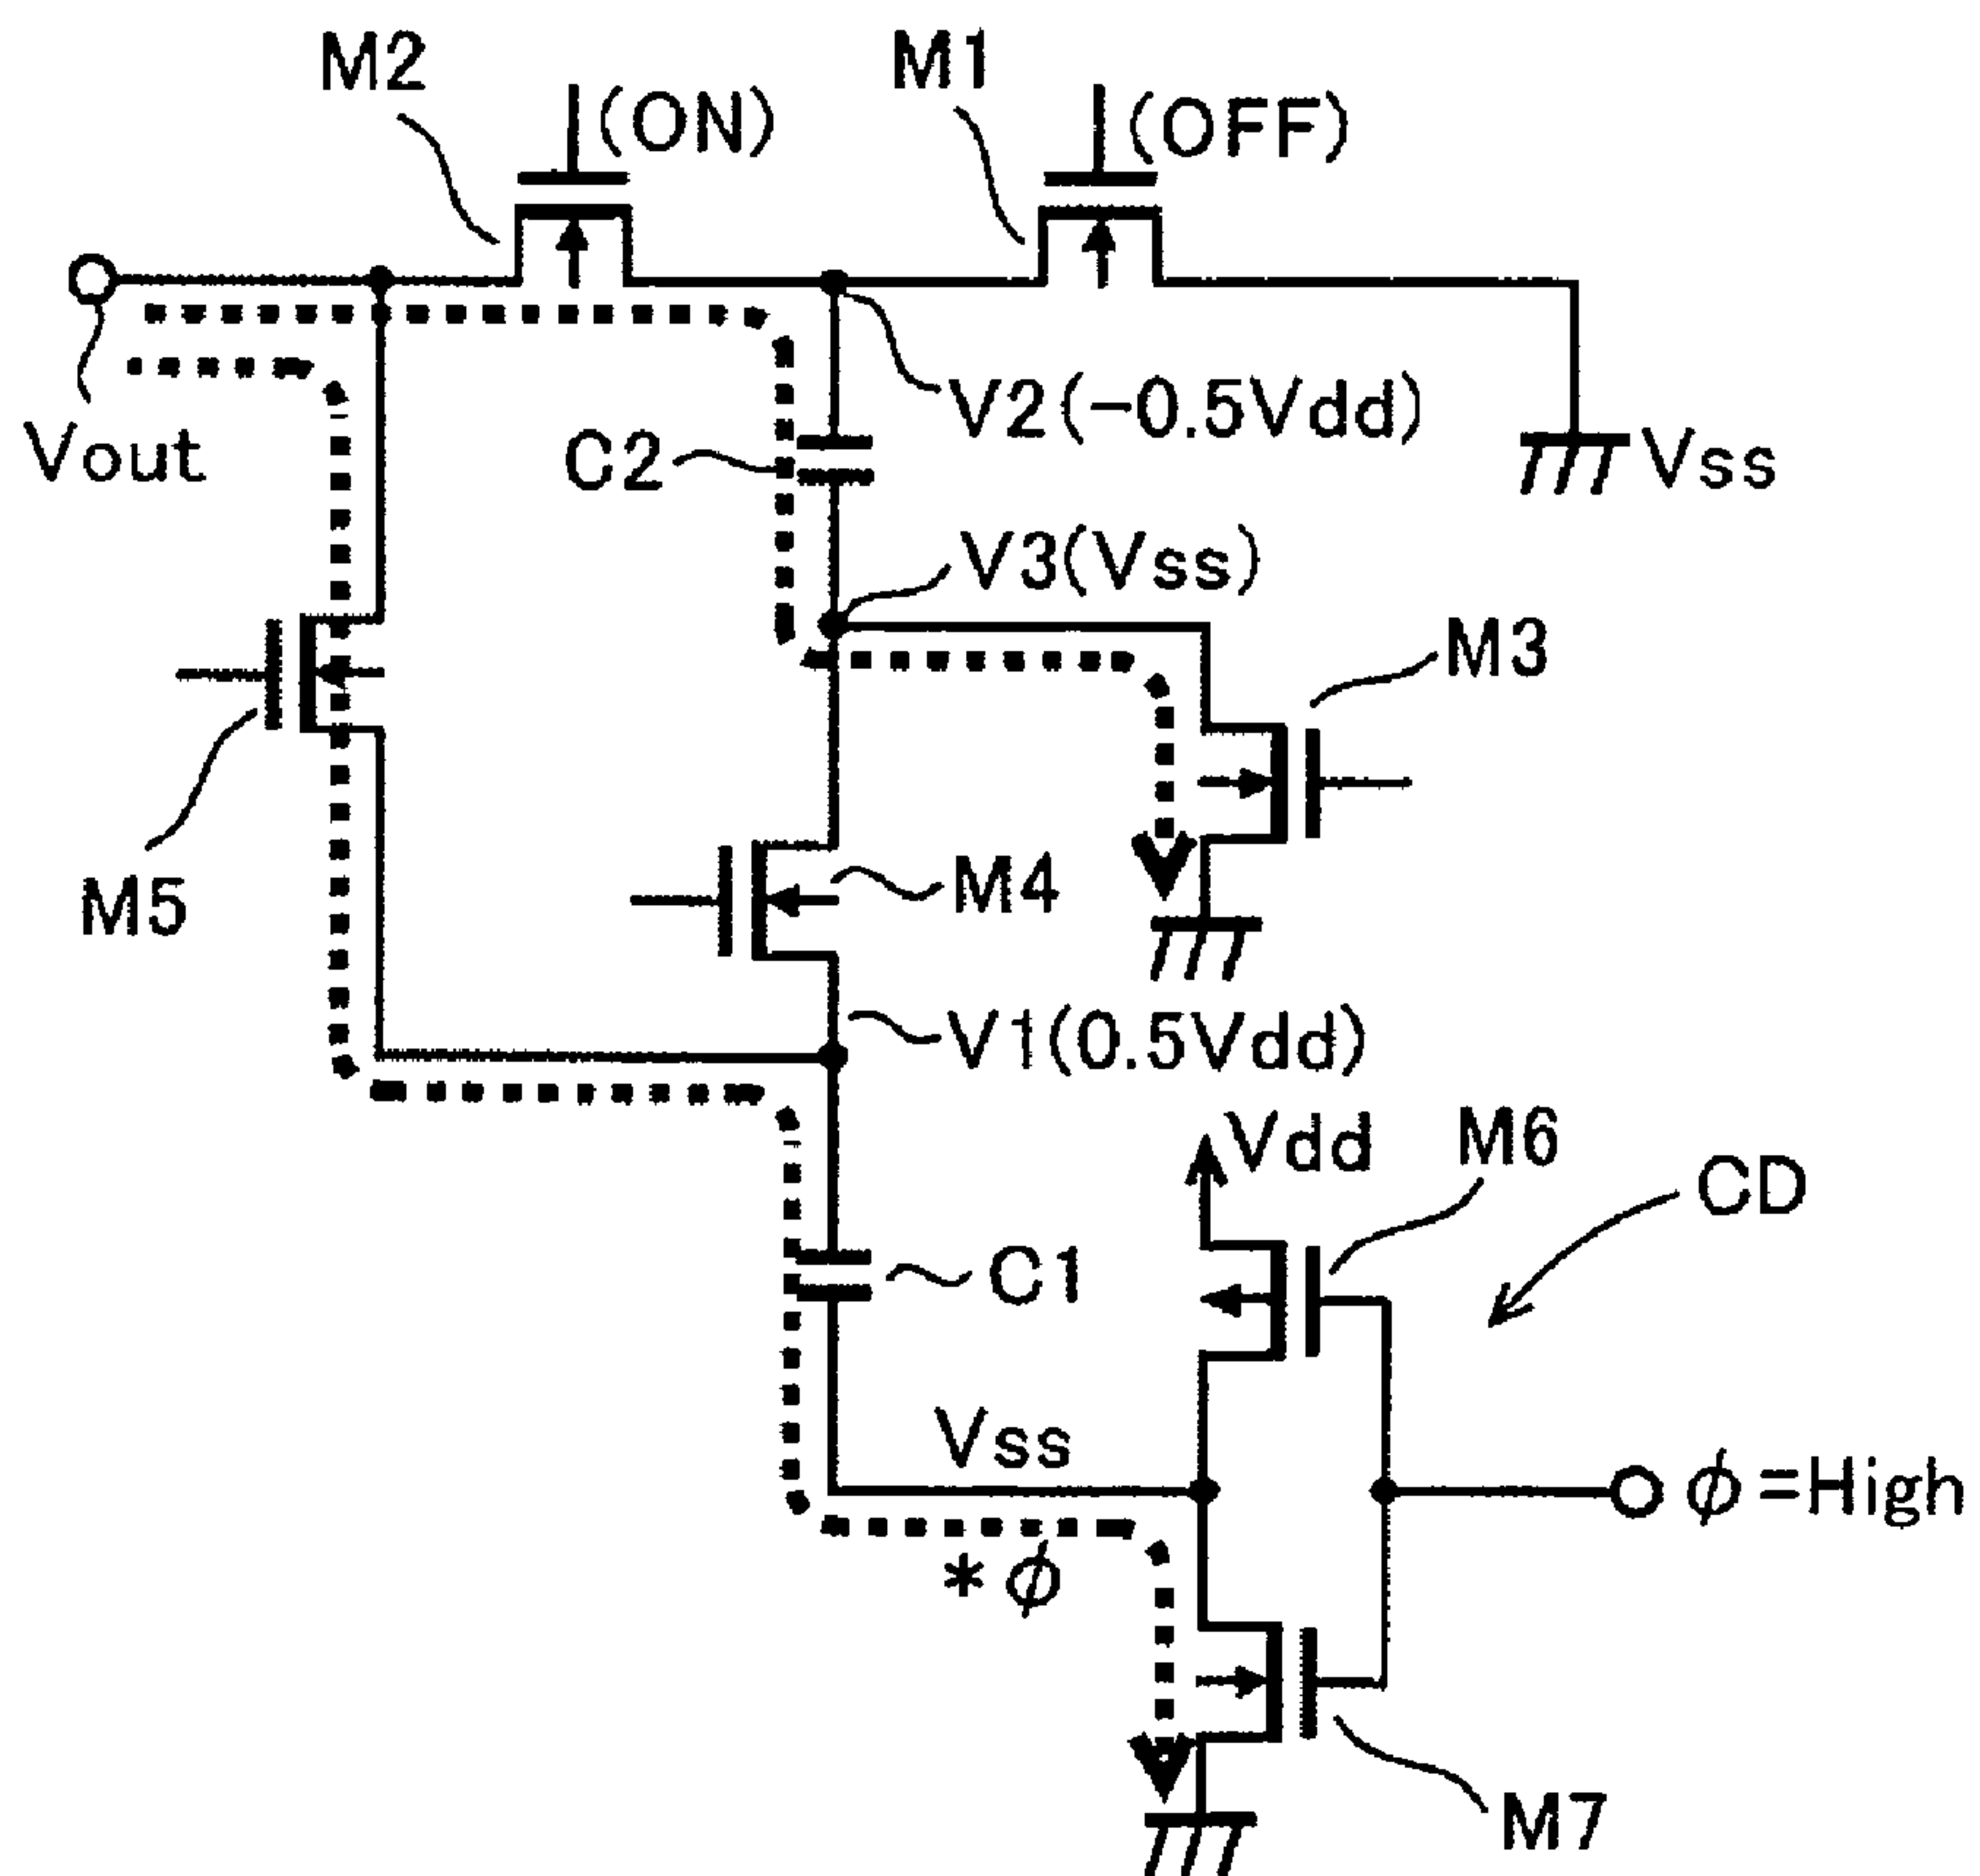 M2
(ON)
M1
(OFF)
Vout
C2
V2(-0.5Vdd)
Vss
V3(Vss)
M3
M5
M4
V1(0.5Vdd)
Vdd
M6
CD
C1
Vss
ϕ=High
*ϕ
M7